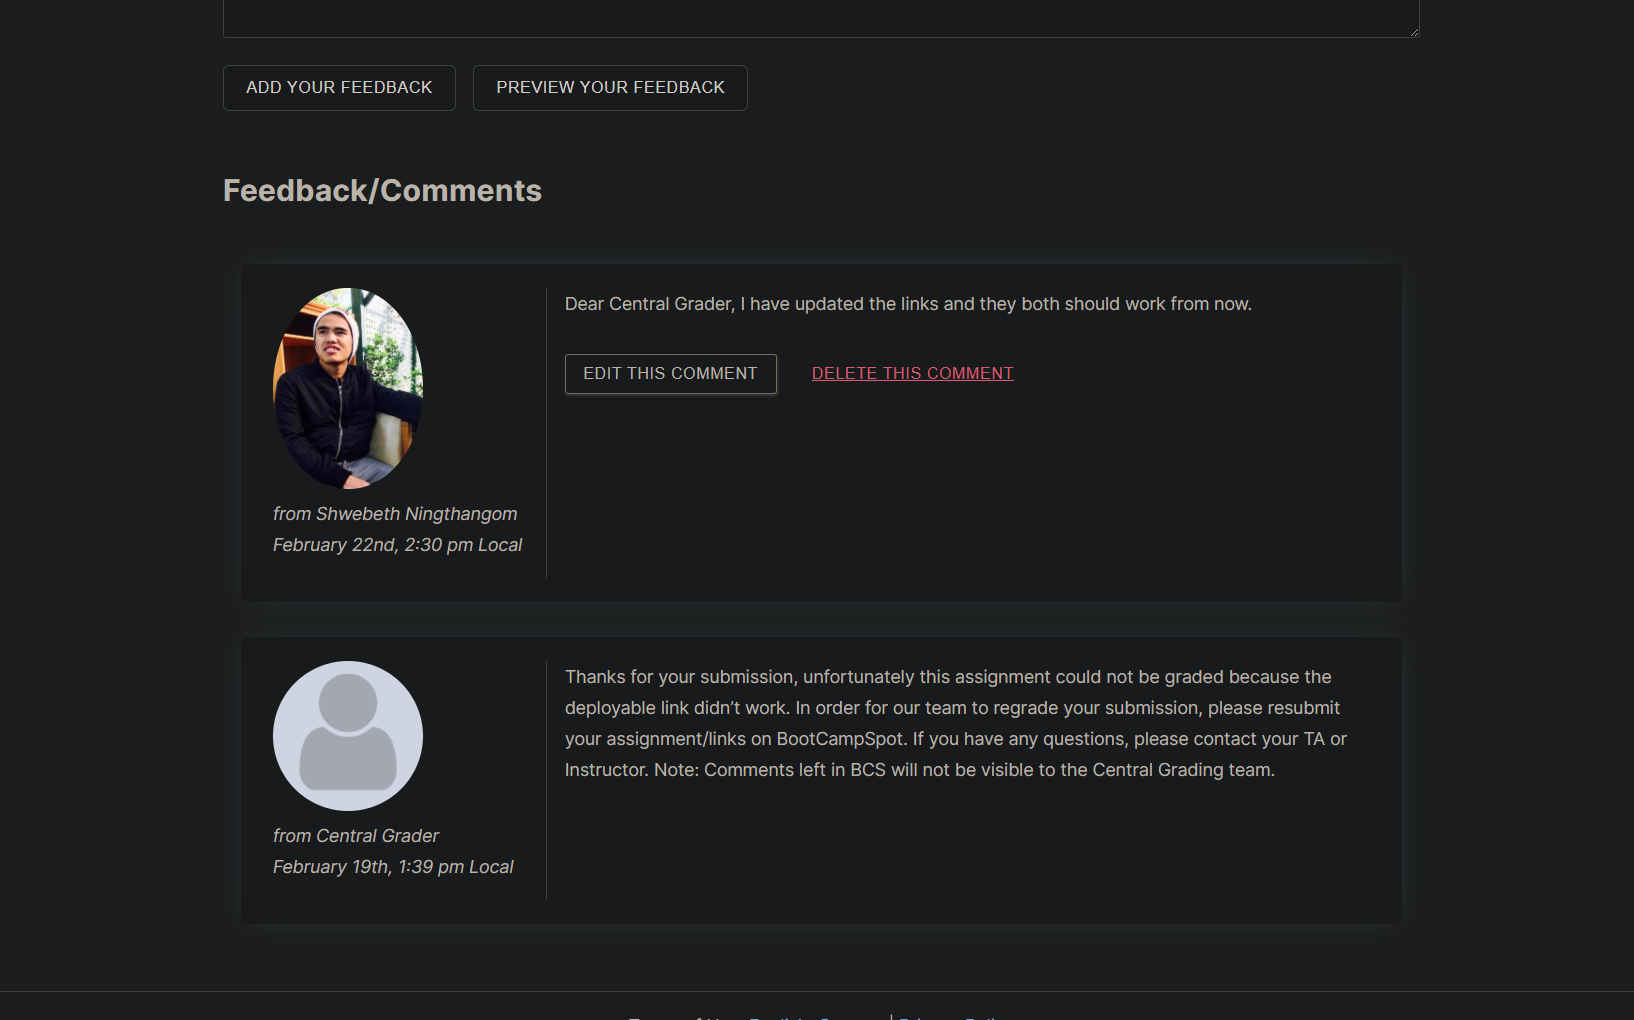 ADD YOUR FEEDBACK
PREVIEW YOUR FEEDBACK
Feedback/Comments
Dear Central Grader, I have updated the links and they both should work from now.
EDIT THIS COMMENT
DELETE THIS COMMENT
from Shwebeth Ningthangom
February 22nd, 2:30 pm Local
Thanks for your submission, unfortunately this assignment could not be graded because the
deployable link didn’t work. In order for our team to regrade your submission, please resubmit
your assignment/links on BootCampSpot. If you have any questions, please contact your TA or
Instructor. Note: Comments left in BCS will not be visible to the Central Grading team.
from Central Grader
February 19th, 1:39 pm Local